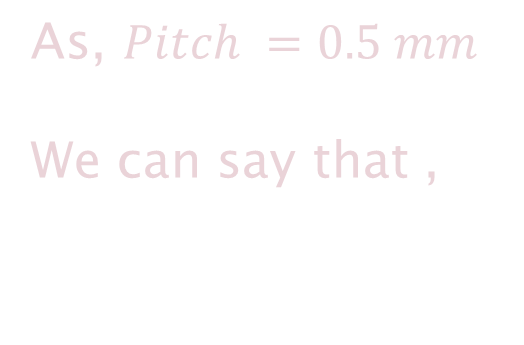 As, Pitch = 0.5 mm
We can say that ,